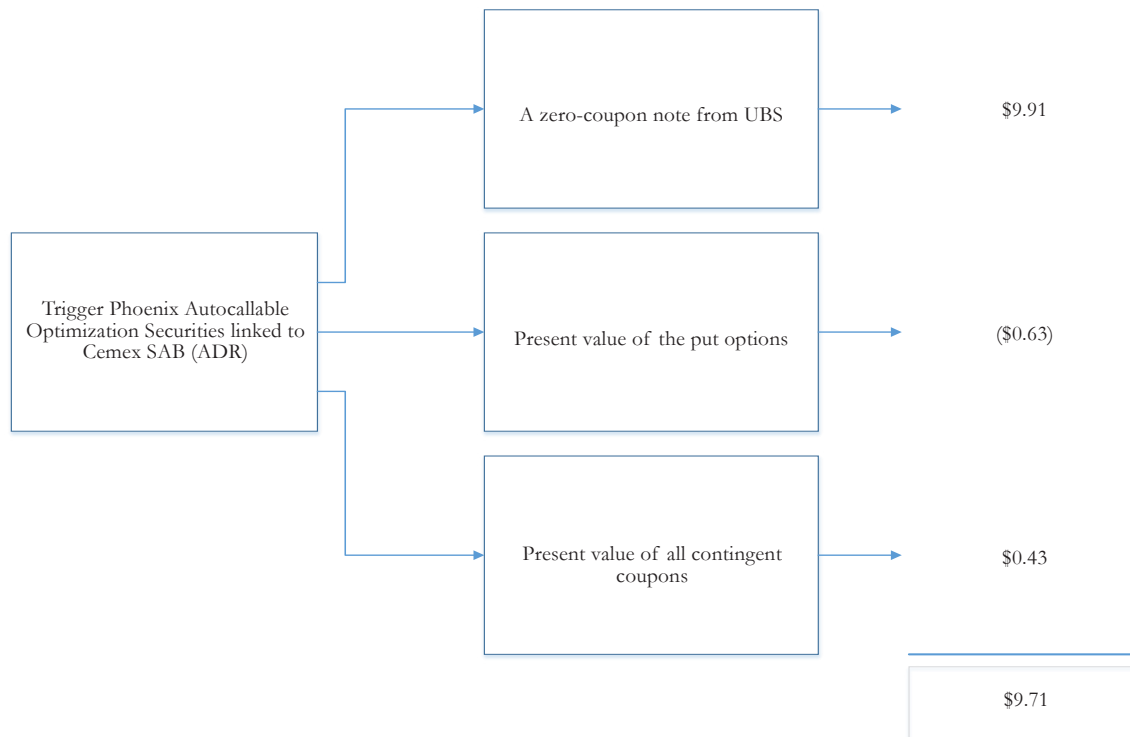 A zero-coupon note from UBS
$9.91
Trigger Phoenix Autocallable
Optimization Securities linked to
Cemex SAB (ADR)
Present value of the put options
($0.63)
Present value of all contingent
coupons
$0.43
$9.71